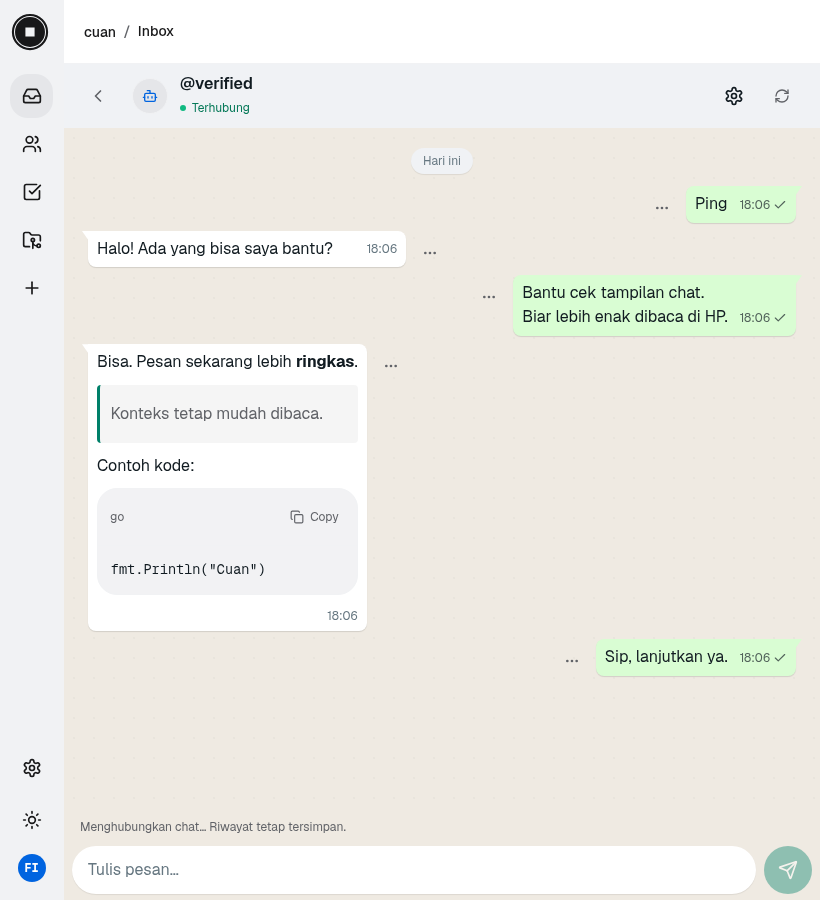 cuan / Inbox
@verified
Terhubung
Hari ini
... Ping 18:06
Halo! Ada yang bisa saya bantu? 18:06 ...
... Bantu cek tampilan chat.
Biar lebih enak dibaca di HP. 18:06
Bisa. Pesan sekarang lebih ringkas. ...
Konteks tetap mudah dibaca.
Contoh kode:
go Copy
fmt.Println("Cuan")
18:06
... Sip, lanjutkan ya. 18:06
Menghubungkan chat… Riwayat tetap tersimpan.
FI
Tulis pesan…